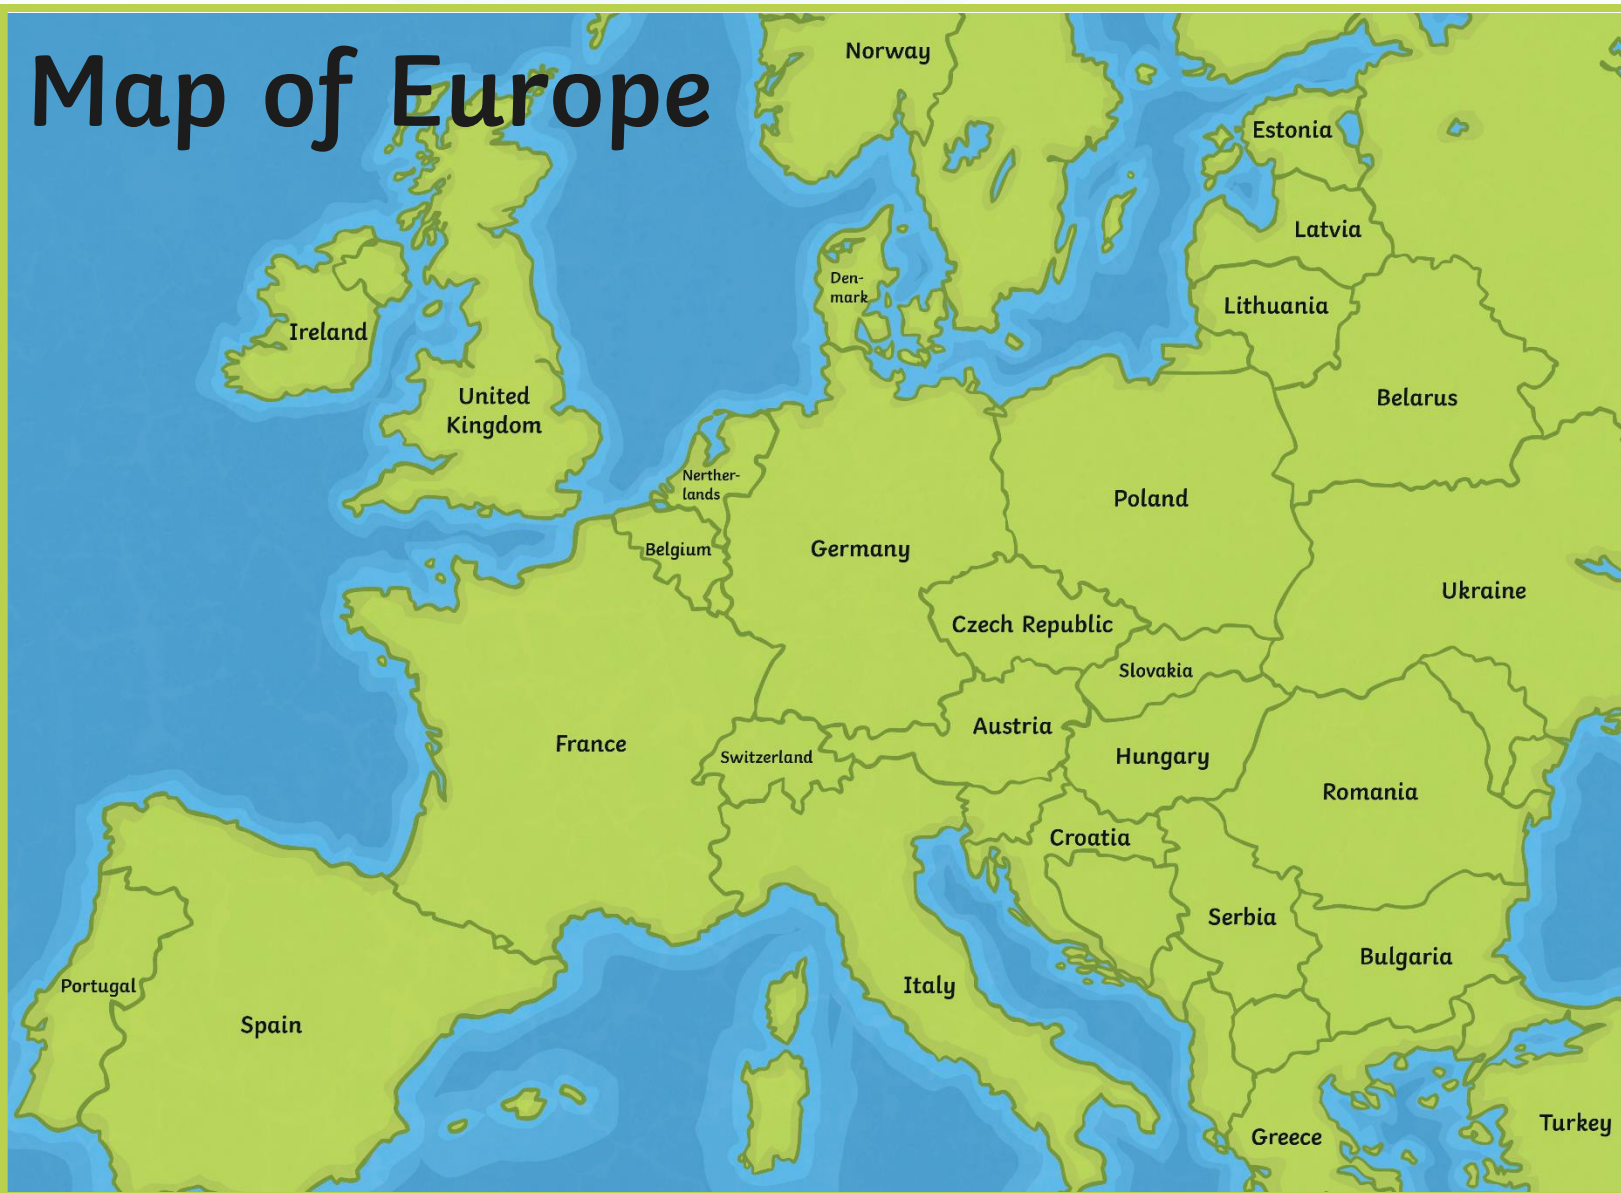 Map of Europe
Norway
Estonia
Latvia
Den-
mark
Lithuania
Ireland
United
Kingdom
Belarus
Nerther-
lands
Poland
Belgium
Germany
Ukraine
Czech Republic
Slovakia
Austria
France
Switzerland
Hungary
Romania
Croatia
Serbia
Bulgaria
Portugal
Italy
Spain
Turkey
Greece